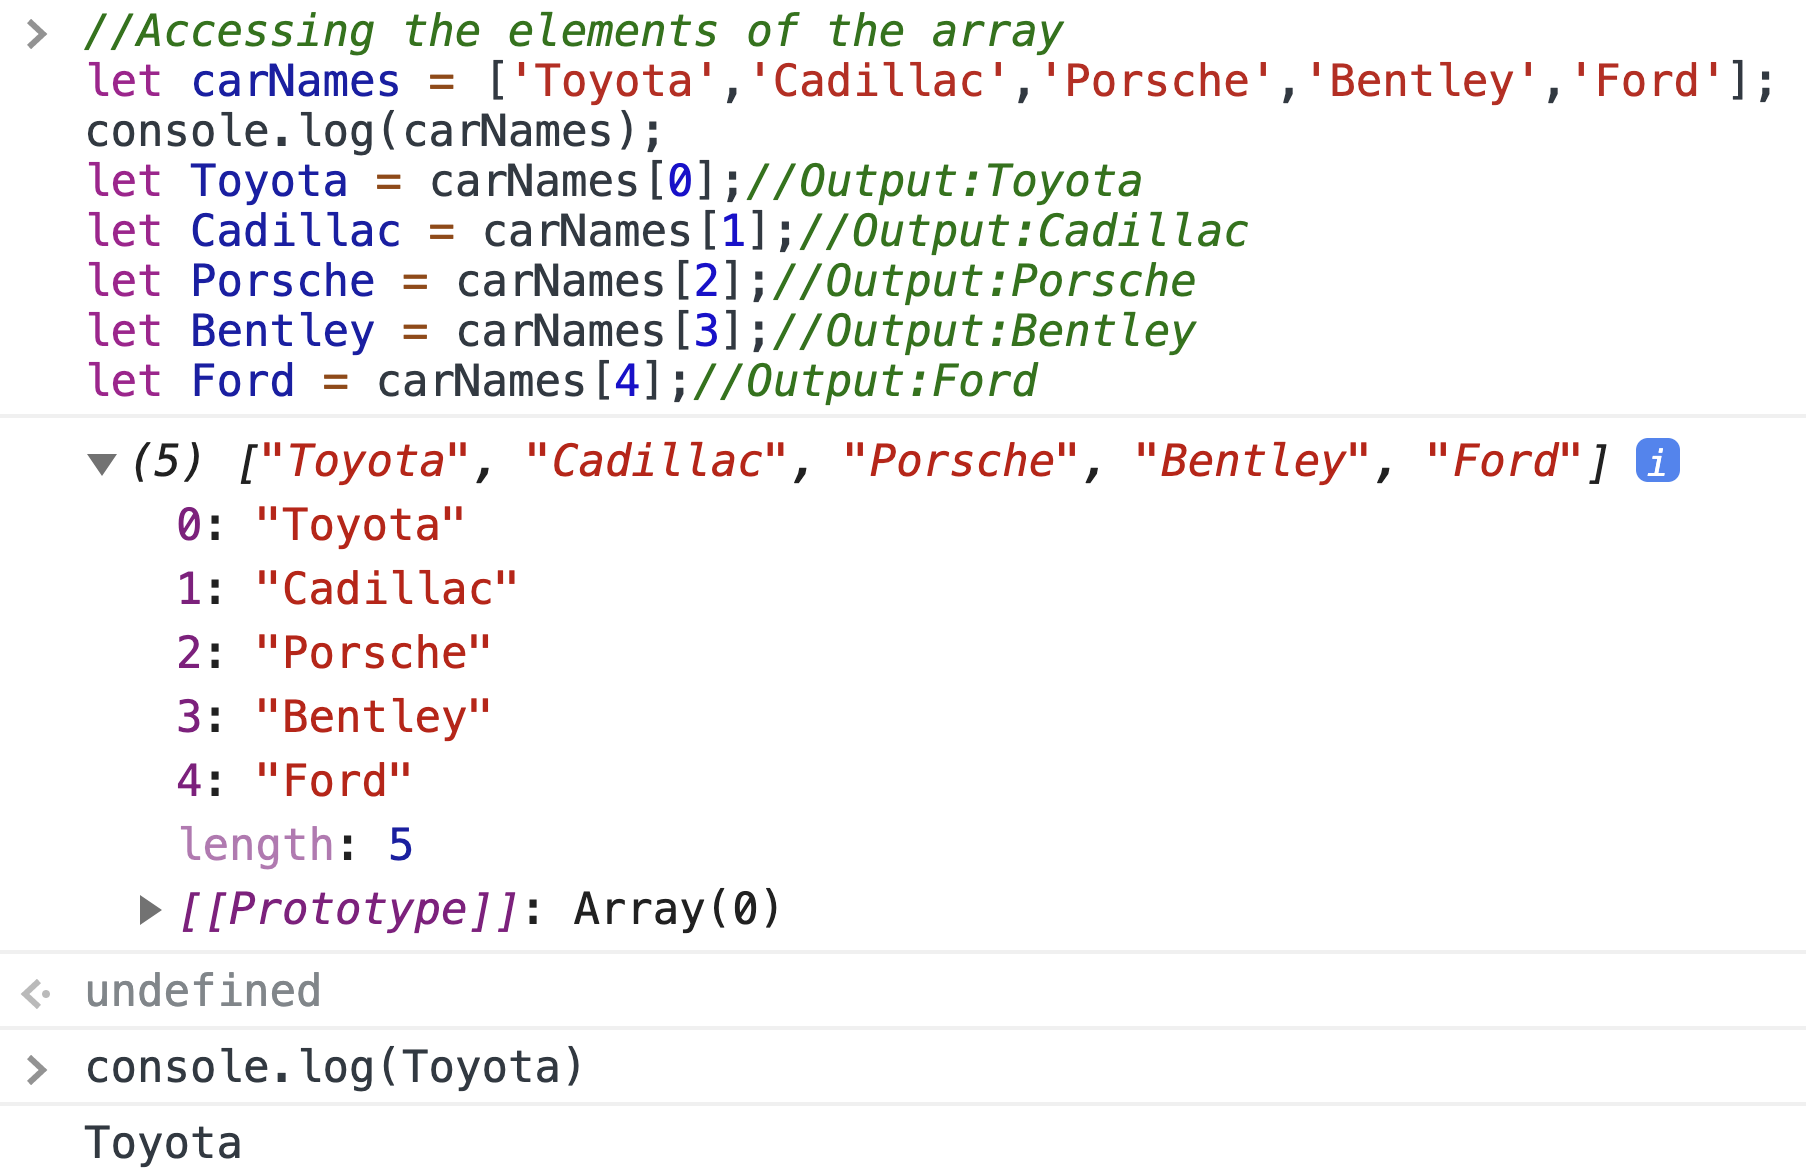 //Accessing the elements of the array
let carNames = ['Toyota','Cadillac','Porsche','Bentley','Ford'];
console.log(carNames);
let Toyota = carNames[0];//Output:Toyota
let Cadillac = carNames[1];//Output:Cadillac
let Porsche = carNames[2];//Output:Porsche
let Bentley = carNames[3];//Output:Bentley
let Ford = carNames[4];//Output:Ford
(5) ["Toyota", "Cadillac", "Porsche", "Bentley", "Ford"] i
0: "Toyota"
1: "Cadillac"
2: "Porsche"
3: "Bentley"
4: "Ford"
length: 5
[[Prototype]]: Array(0)
undefined
console.log(Toyota)
Toyota